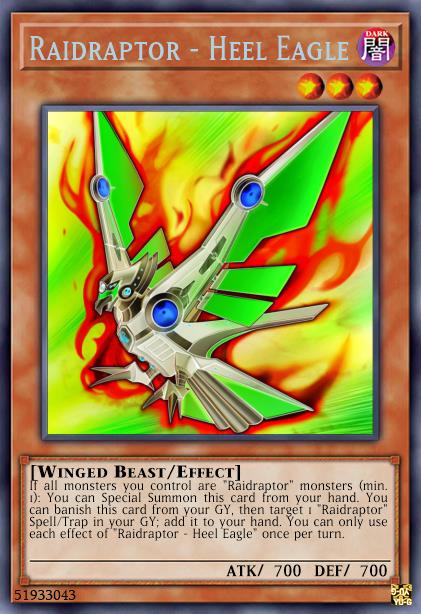 Raidraptor - Heel Eagle
DARK
闇
[Winged Beast/Effect]
If all monsters you control are "Raidraptor" monsters (min.
1): You can Special Summon this card from your hand. You
can banish this card from your GY, then target 1 "Raidraptor"
Spell/Trap in your GY; add it to your hand. You can only use
each effect of "Raidraptor - Heel Eagle" once per turn.
ATK/ 700 DEF/ 700
51933043